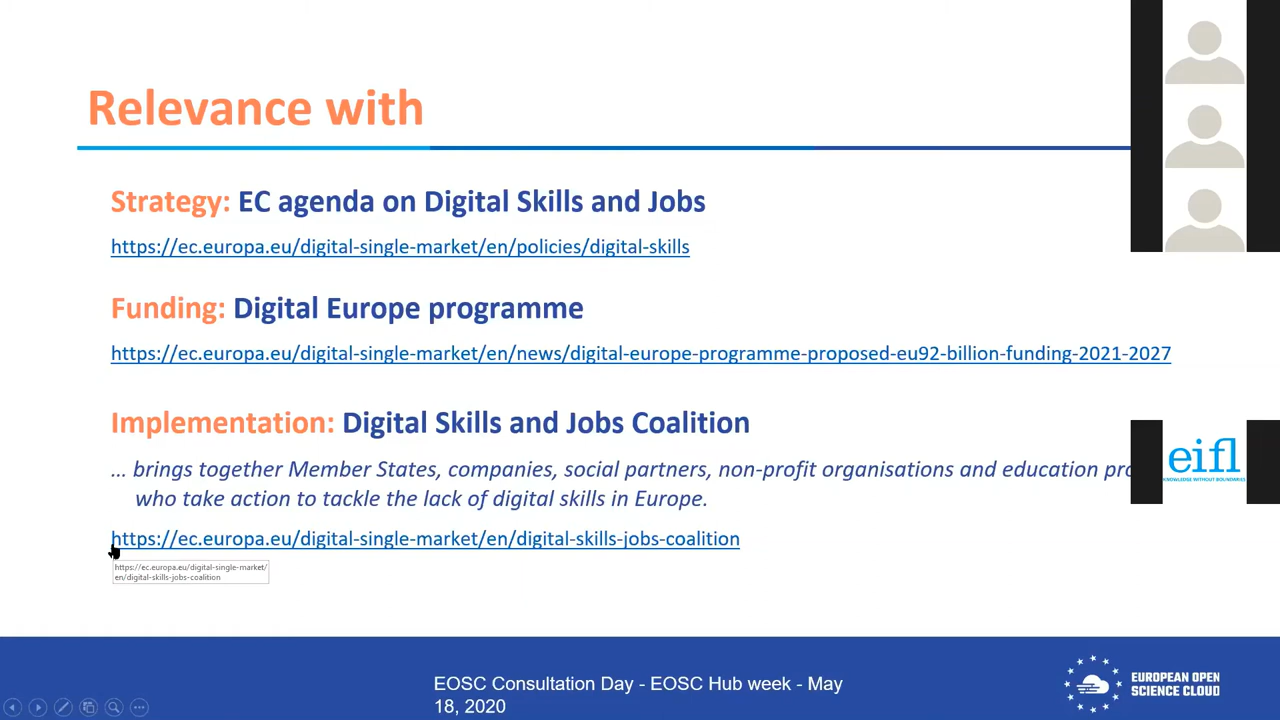 Relevance with
Strategy: EC agenda on Digital Skills and Jobs
https://ec.europa.eu/digital-single-market/en/policies/digital-skills
Funding: Digital Europe programme
https://ec.europa.eu/digital-single-market/en/news/digital-europe-programme-proposed-eu92-billion-funding-2021-2027
Implementation: Digital Skills and Jobs Coalition
… brings together Member States, companies, social partners, non-profit organisations and education pro
who take action to tackle the lack of digital skills in Europe.
https://ec.europa.eu/digital-single-market/en/digital-skills-jobs-coalition
https://ec.europa.eu/digital-single-market/
en/digital-skills-jobs-coalition
eifl
KNOWLEDGE WITHOUT BOUNDARIES
EOSC Consultation Day - EOSC Hub week - May
18, 2020
EUROPEAN OPEN
SCIENCE CLOUD